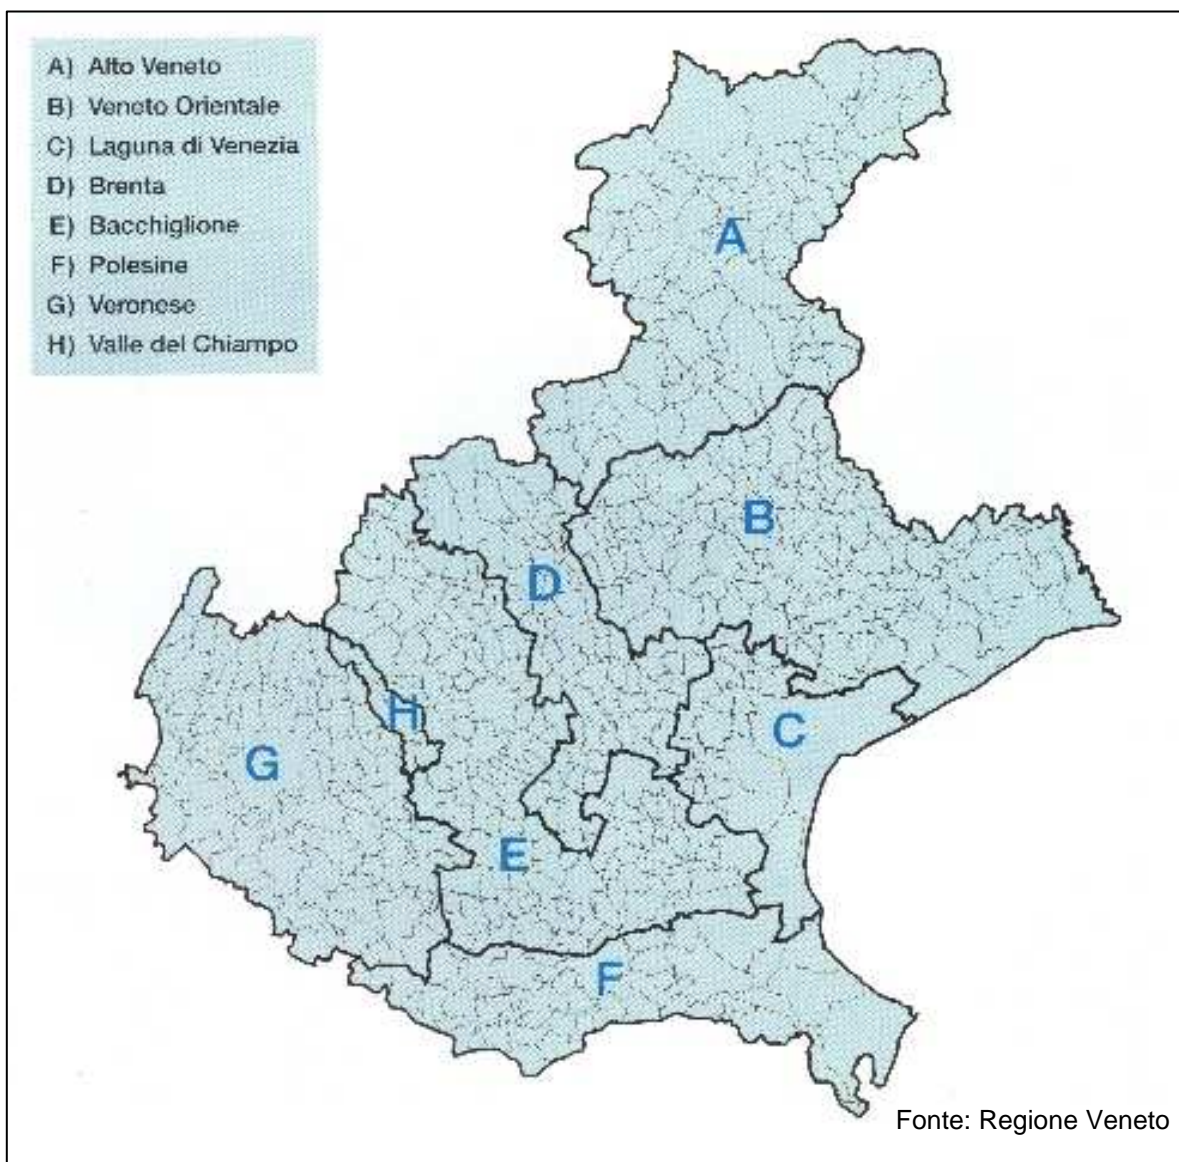 A) Alto Veneto
B) Veneto Orientale
C) Laguna di Venezia
D) Brenta
E) Bacchiglione
F) Polesine
G) Veronese
H) Valle del Chiampo
A
B
D
H
C
G
E
F
Fonte: Regione Veneto